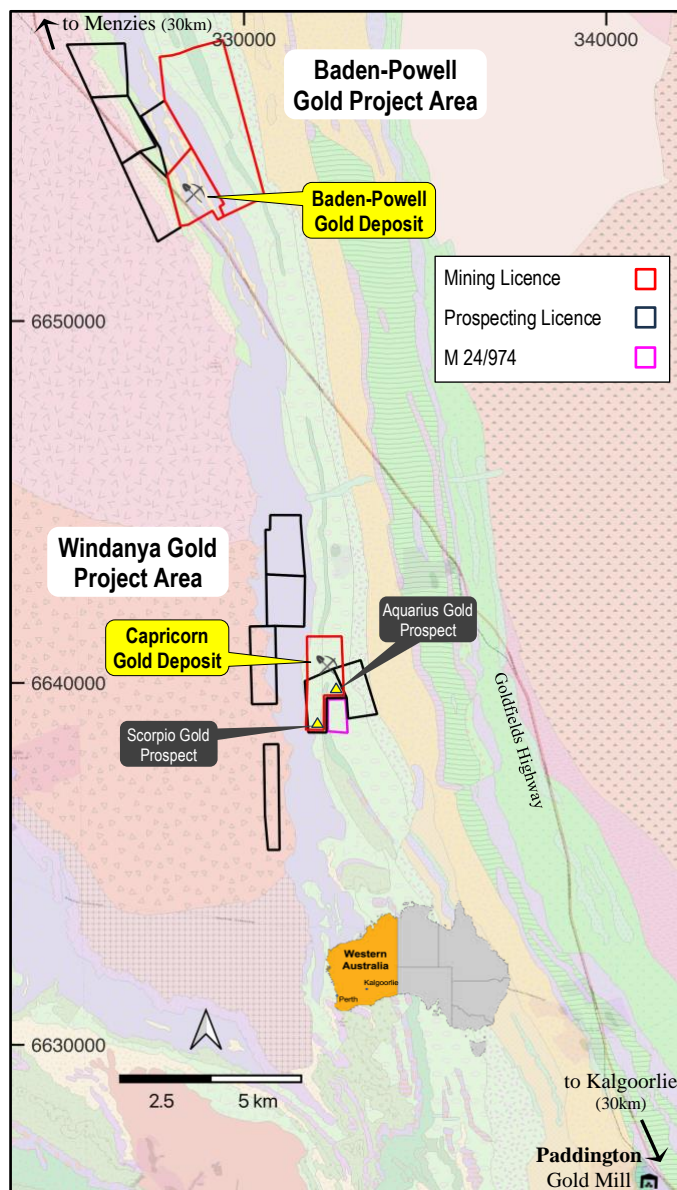 to Menzies (30km)
330000
340000
Baden-Powell
Gold Project Area
Baden-Powell
Gold Deposit
Mining Licence
Prospecting Licence
M 24/974
6650000
Windanya Gold
Project Area
Aquarius Gold
Prospect
Capricorn
Gold Deposit
6640000
Scorpio Gold
Prospect
Goldfields Highway
Western
Australia
Kalgoorlie
Perth
6630000
2.5
5 km
to Kalgoorlie
(30km)
Paddington
Gold Mill